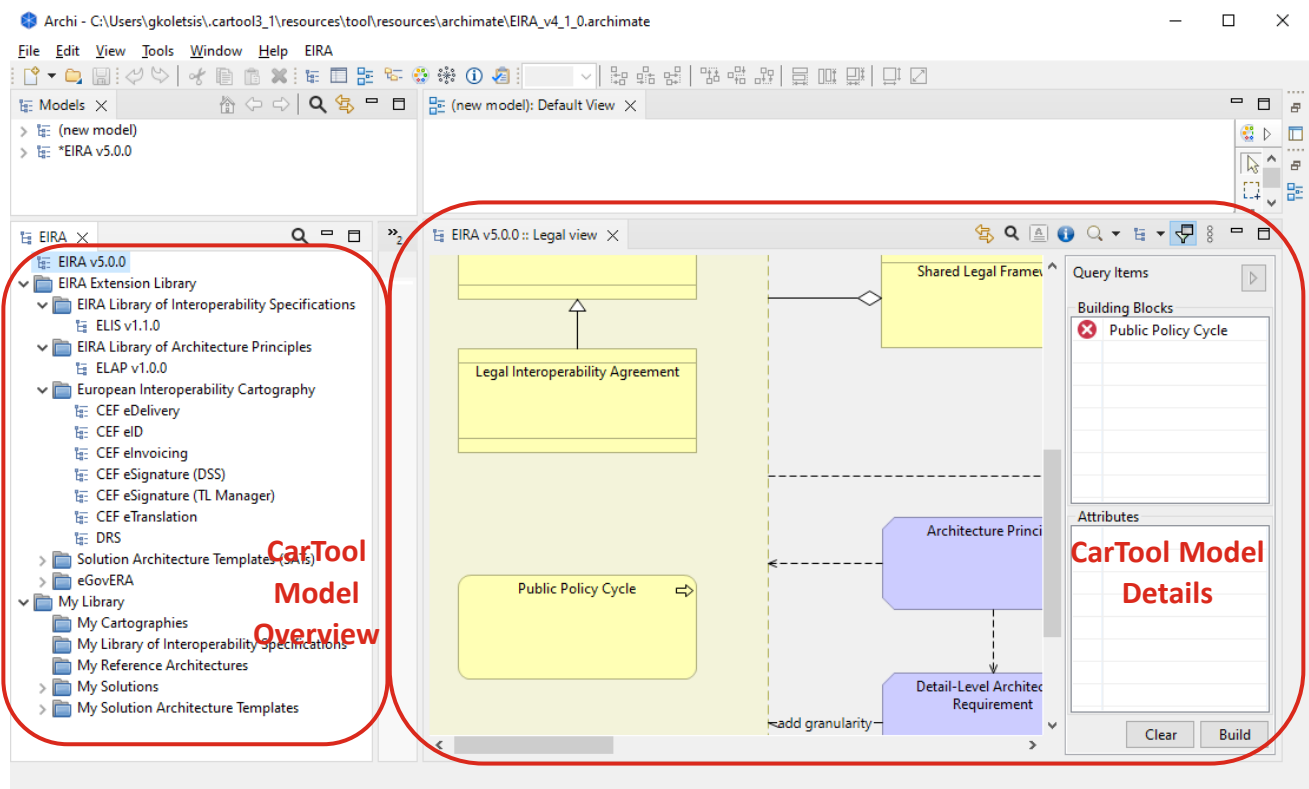 Archi - C:\Users\gkoletsis\.cartool3_1\resources\tool\resources\archimate\EIRA_v4_1_0.archimate
File Edit View Tools Window Help EIRA
Models
(new model)
*EIRA v5.0.0
(new model): Default View
EIRA
»2
EIRA v5.0.0
EIRA Extension Library
EIRA Library of Interoperability Specifications
ELIS v1.1.0
EIRA Library of Architecture Principles
ELAP v1.0.0
European Interoperability Cartography
CEF eDelivery
CEF eID
CEF eInvoicing
CEF eSignature (DSS)
CEF eSignature (TL Manager)
CEF eTranslation
DRS
Solution Architecture Templates (SATs)
eGovERA
My Library
My Cartographies
My Library of Interoperability Specifications
My Reference Architectures
My Solutions
My Solution Architecture Templates
CarTool
Model
Overview
EIRA v5.0.0 :: Legal view
Shared Legal Framew
Legal Interoperability Agreement
Public Policy Cycle
Architecture Princi
Detail-Level Architec
Requirement
<add granularity
Query Items
Building Blocks
Public Policy Cycle
Attributes
CarTool Model
Details
Clear Build